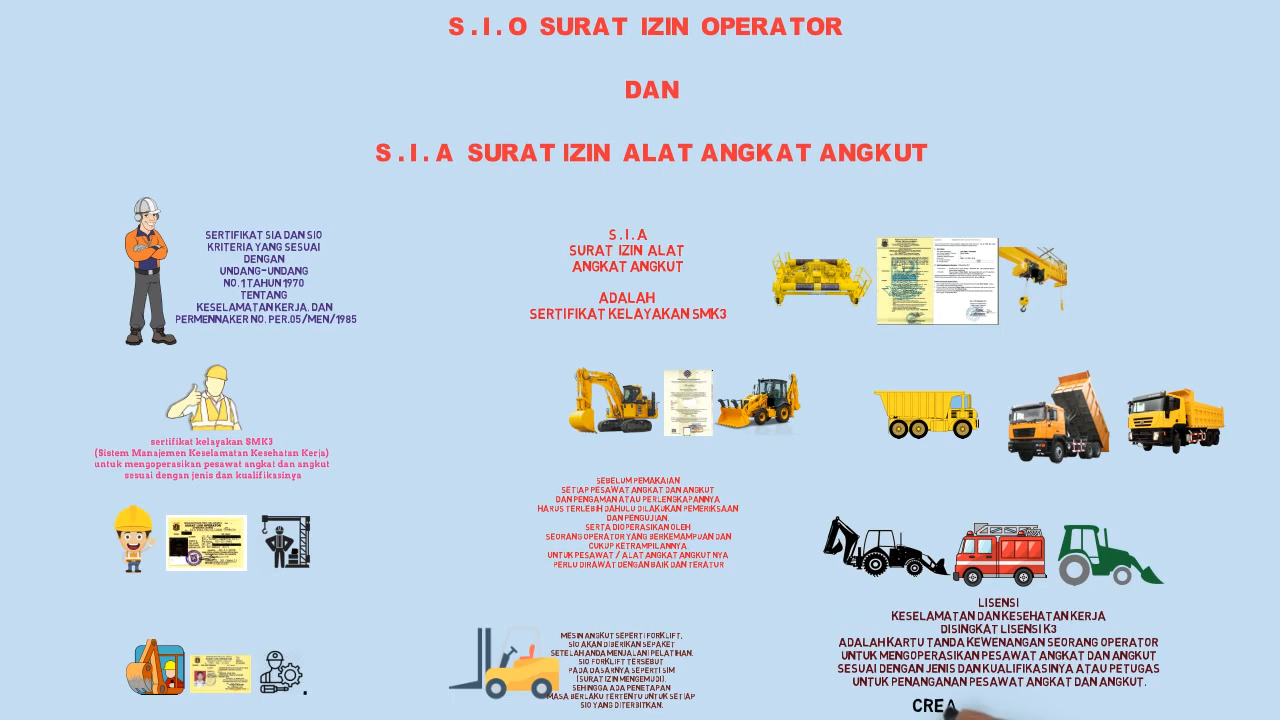 S.I.O SURAT IZIN OPERATOR
DAN
S.I.A SURAT IZIN ALAT ANGKAT ANGKUT
SERTIFIKAT SIA DAN SIO
KRITERIA YANG SESUAI
DENGAN
UNDANG-UNDANG
NO. 1 TAHUN 1970
TENTANG
KESELAMATAN KERJA, DAN
PERMENNAKER NO. PER.05/MEN/1985
sertifikat kelayakan SMK3
(Sistem Manajemen Keselamatan Kesehatan Kerja)
untuk mengoperasikan pesawat angkat dan angkut
sesuai dengan jenis dan kualifikasinya
S.I.A
SURAT IZIN ALAT
ANGKAT ANGKUT
ADALAH
SERTIFIKAT KELAYAKAN SMK3
SEBELUM PEMAKAIAN
SETIAP PESAWAT ANGKAT DAN ANGKUT
DAN PENGAMAN ATAU PERLENGKAPANNYA
HARUS TERLEBIH DAHULU DILAKUKAN PEMERIKSAAN
DAN PENGUJIAN,
SERTA DIOPERASIKAN OLEH
SEORANG OPERATOR YANG BERKEMAMPUAN DAN
CUKUP KETRAMPILANNYA.
UNTUK PESAWAT / ALAT ANGKAT ANGKUT NYA
PERLU DIRAWAT DENGAN BAIK DAN TERATUR
MESIN ANGKUT SEPERTI FORKLIFT,
SIO AKAN DIBERIKAN SEPAKET
SETELAH ANDA MENJALANI PELATIHAN.
SIO FORKLIFT TERSEBUT
PADA DASARNYA SEPERTI SIM
(SURAT IZIN MENGEMUDI),
SEHINGGA ADA PENETAPAN
MASA BERLAKU TERTENTU UNTUK SETIAP
SIO YANG DITERBITKAN.
LISENSI
KESELAMATAN DAN KESEHATAN KERJA
DISINGKAT LISENSI K3
ADALAH KARTU TANDA KEWENANGAN SEORANG OPERATOR
UNTUK MENGOPERASIKAN PESAWAT ANGKAT DAN ANGKUT
SESUAI DENGAN JENIS DAN KUALIFIKASINYA ATAU PETUGAS
UNTUK PENANGANAN PESAWAT ANGKAT DAN ANGKUT.
CREA